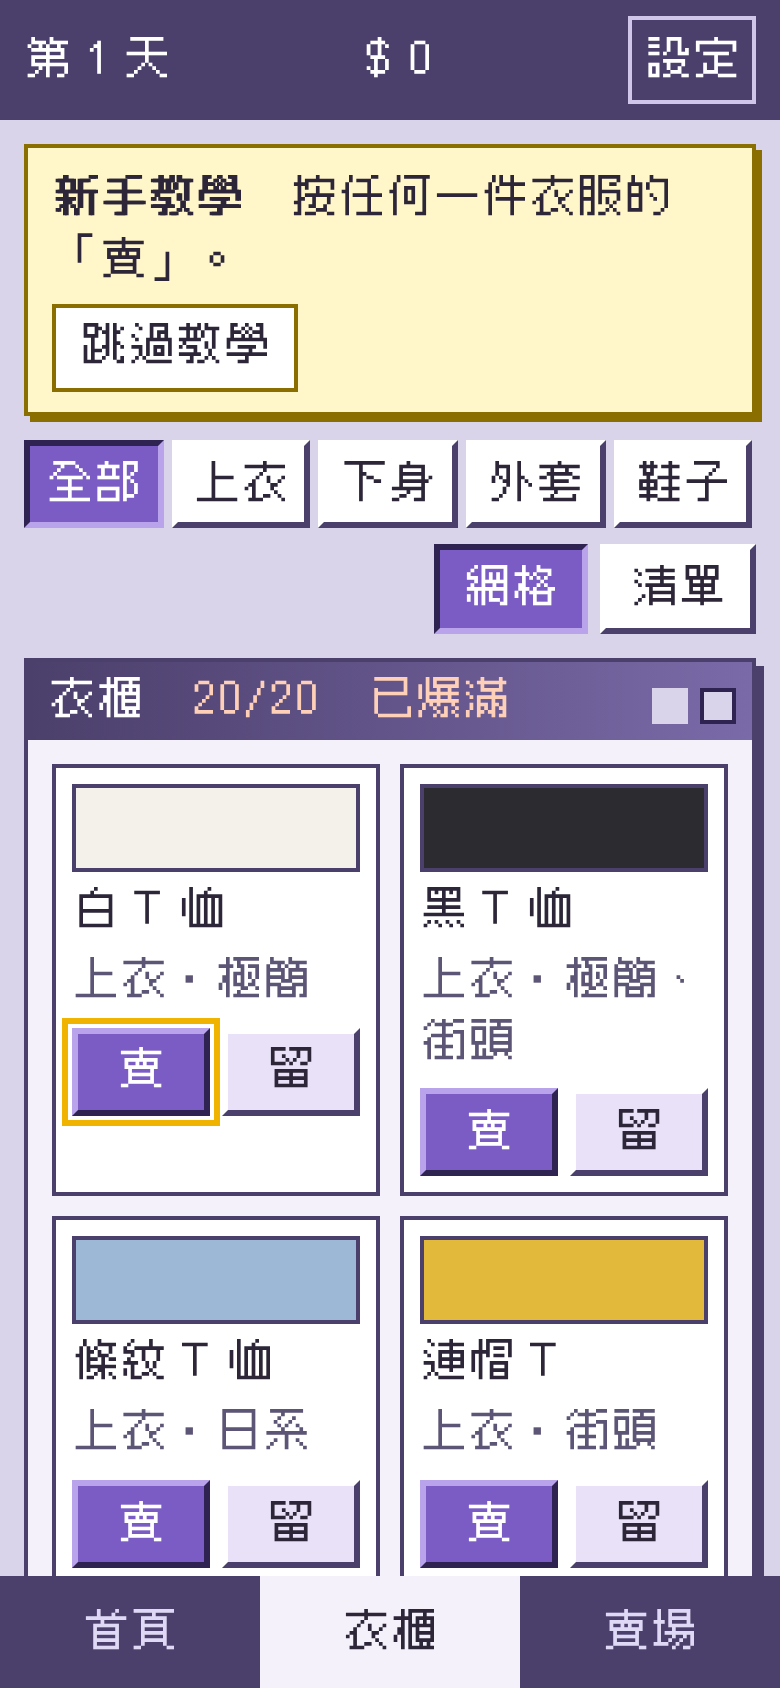 第 1 天 $ 0 設定
新手教學 按任何一件衣服的
「賣」。
跳過教學
全部 上衣 下身 外套 鞋子
網格 清單
衣櫃 20/20 已爆滿
白 T 恤
上衣・極簡
賣 留
黑 T 恤
上衣・極簡、
街頭
賣 留
條紋 T 恤
上衣・日系
賣 留
連帽 T
上衣・街頭
賣 留
首頁 衣櫃 賣場